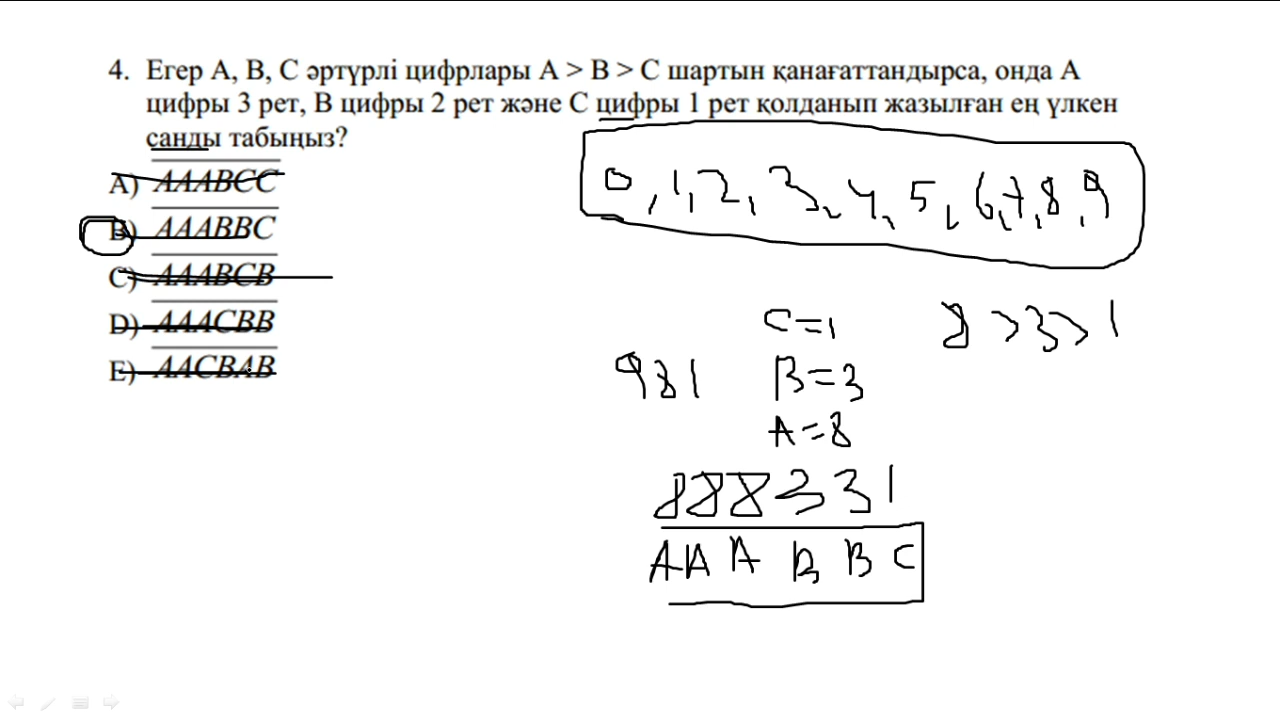 4. Егер A, B, C әртүрлі цифрлары A > B > C шартын қанағаттандырса, онда A
цифры 3 рет, B цифры 2 рет және C цифры 1 рет қолданып жазылған ең үлкен
санды табыңыз?
A) AAABCC
B) AAABBC
C) AAABCB
D) AAACBB
E) AACBAB
0, 1, 2, 3, 4, 5, 6, 7, 8, 9
C=1
8 >3> 1
981
B=3
A=8
888331
AAABBC